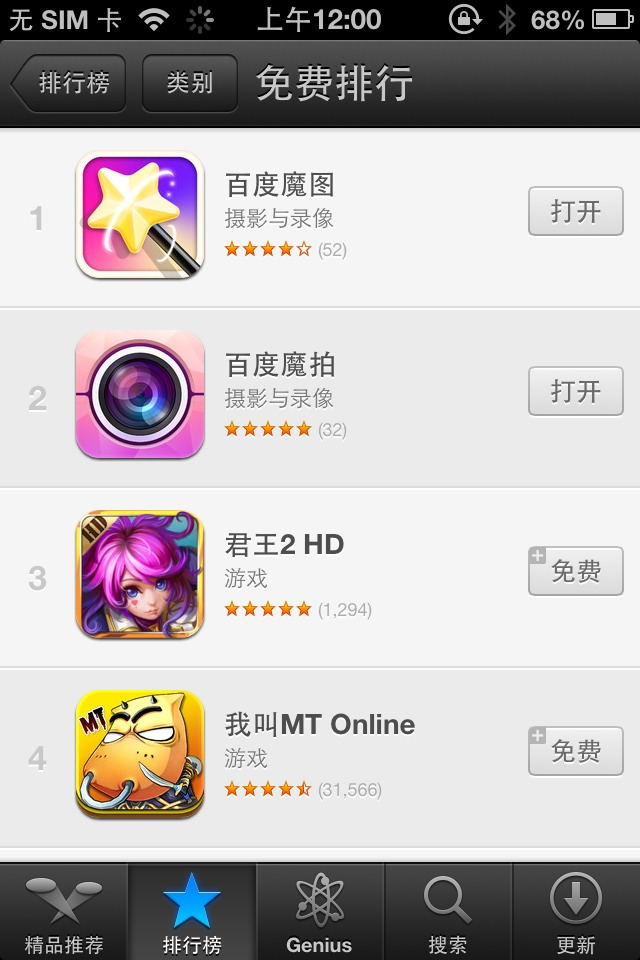 无 SIM 卡
上午12:00
68%
排行榜
类别
免费排行
1
百度魔图
摄影与录像
(52)
打开
2
百度魔拍
摄影与录像
(32)
打开
3
HD
君王2 HD
游戏
(1,294)
免费
4
MT
我叫MT Online
游戏
(31,566)
免费
精品推荐
排行榜
Genius
搜索
更新